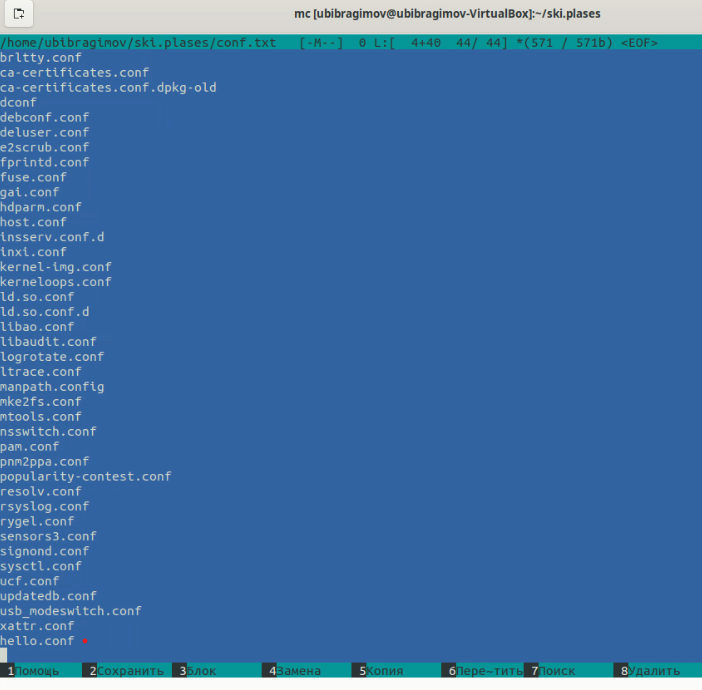 mc [ubibragimov@ubibragimov-VirtualBox]:~/ski.plases
/home/ubibragimov/ski.plases/conf.txt [-M--] 0 L:[ 4+40 44/ 44] *(571 / 571b) <EOF>
brltty.conf
ca-certificates.conf
ca-certificates.conf.dpkg-old
dconf
debconf.conf
deluser.conf
e2scrub.conf
fprintd.conf
fuse.conf
gai.conf
hdparm.conf
host.conf
insserv.conf.d
inxi.conf
kernel-img.conf
kerneloops.conf
ld.so.conf
ld.so.conf.d
libao.conf
libaudit.conf
logrotate.conf
ltrace.conf
manpath.config
mke2fs.conf
mtools.conf
nsswitch.conf
pam.conf
pnm2ppa.conf
popularity-contest.conf
resolv.conf
rsyslog.conf
rygel.conf
sensors3.conf
signond.conf
sysctl.conf
ucf.conf
updatedb.conf
usb_modeswitch.conf
xattr.conf
hello.conf
1Помощь 2Сохранить 3Блок 4Замена 5Копия 6Пере~тить 7Поиск 8Удалить